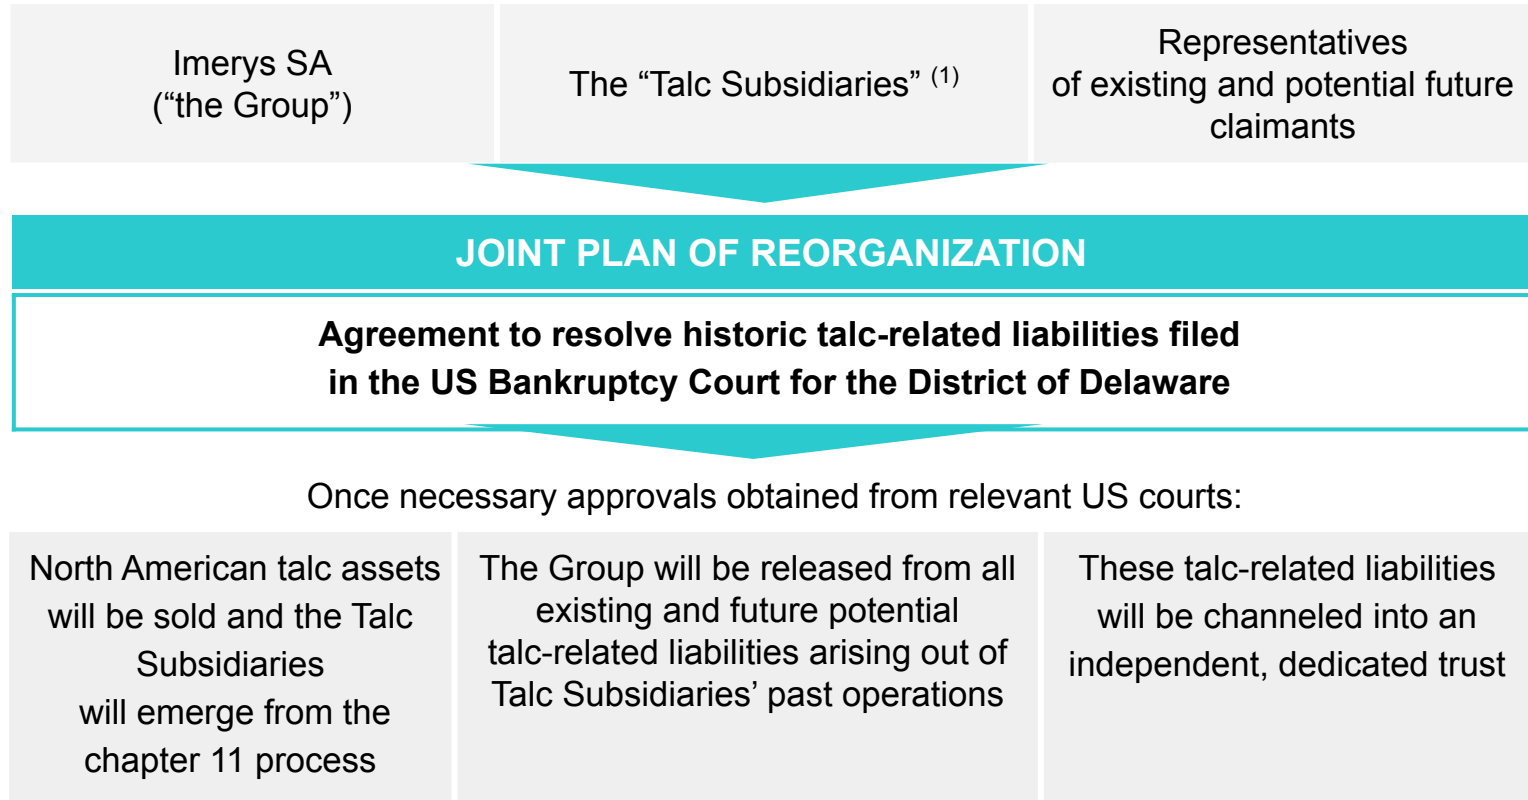 Imerys SA
(“the Group”)
The “Talc Subsidiaries” (1)
Representatives
of existing and potential future
claimants
JOINT PLAN OF REORGANIZATION
Agreement to resolve historic talc-related liabilities filed
in the US Bankruptcy Court for the District of Delaware
Once necessary approvals obtained from relevant US courts:
North American talc assets
will be sold and the Talc
Subsidiaries
will emerge from the
chapter 11 process
The Group will be released from all
existing and future potential
talc-related liabilities arising out of
Talc Subsidiaries’ past operations
These talc-related liabilities
will be channeled into an
independent, dedicated trust